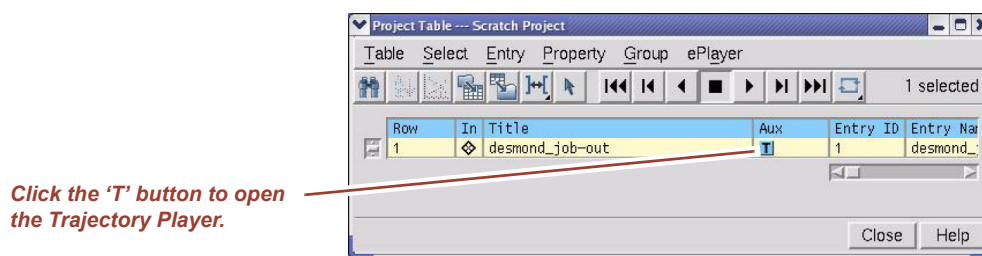 Project Table --- Scratch Project
Table Select Entry Property Group ePlayer
1 selected
Row In Title Aux Entry ID Entry Nar
1 desmond_job-out T 1 desmond_
Click the ‘T’ button to open
the Trajectory Player.
Close Help